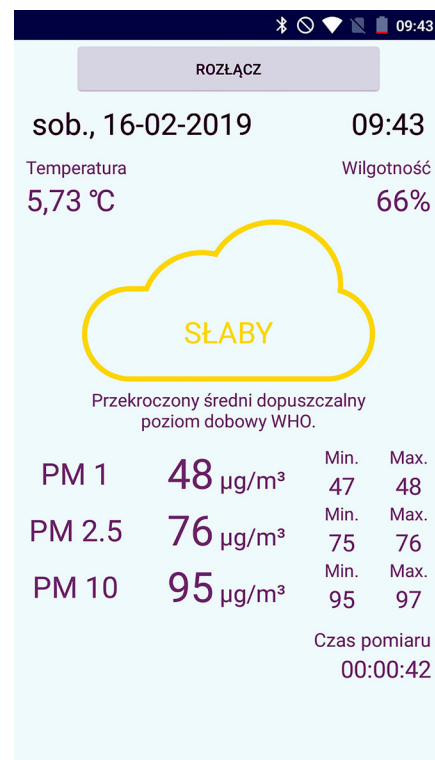 09:43
ROZŁĄCZ
sob., 16-02-2019 09:43
Temperatura Wilgotność
5,73 °C 66%
SŁABY
Przekroczony średni dopuszczalny
poziom dobowy WHO.
Min. Max.
PM 1 48 µg/m³ 47 48
Min. Max.
PM 2.5 76 µg/m³ 75 76
Min. Max.
PM 10 95 µg/m³ 95 97
Czas pomiaru
00:00:42